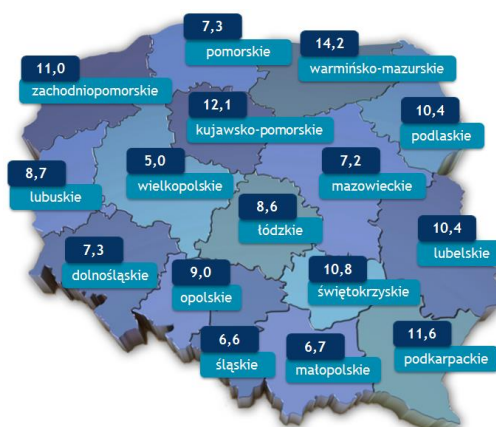 7,3
pomorskie
14,2
warmińsko-mazurskie
11,0
zachodniopomorskie
12,1
kujawsko-pomorskie
10,4
podlaskie
5,0
wielkopolskie
7,2
mazowieckie
8,7
lubuskie
8,6
łódzkie
10,4
lubelskie
7,3
dolnośląskie
9,0
opolskie
10,8
świętokrzyskie
6,6
śląskie
6,7
małopolskie
11,6
podkarpackie